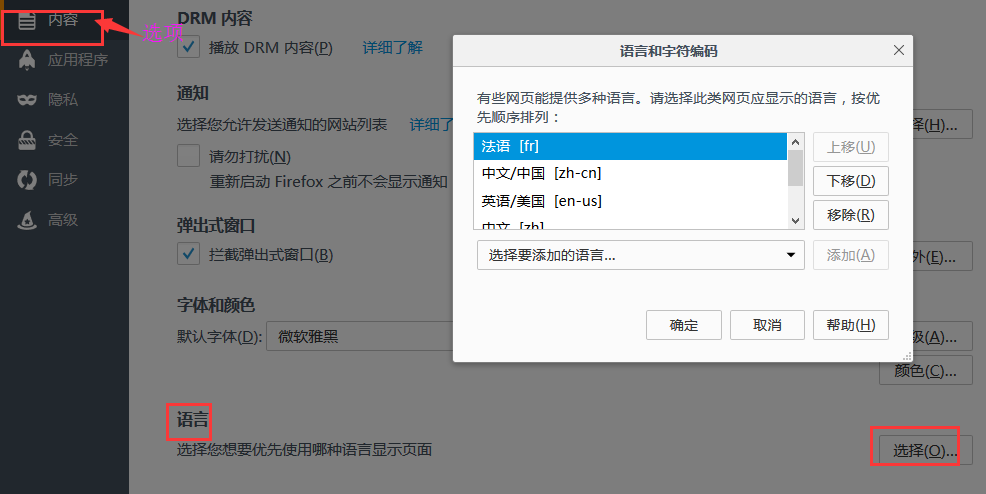 内容
选项
应用程序
隐私
安全
同步
高级
DRM 内容
播放 DRM 内容(P) 详细了解
通知
选择您允许发送通知的网站列表 详细了
择(H)...
请勿打扰(N)
重新启动 Firefox 之前不会显示通知
弹出式窗口
拦截弹出式窗口(B)
外(E)...
字体和颜色
默认字体(D): 微软雅黑
级(A)...
颜色(C)...
语言
选择您想要优先使用哪种语言显示页面
选择(O)...
语言和字符编码
有些网页能提供多种语言。请选择此类网页应显示的语言，按优
先顺序排列：
法语 [fr]
中文/中国 [zh-cn]
英语/美国 [en-us]
中文 [zh]
上移(U)
下移(D)
移除(R)
选择要添加的语言...
添加(A)
确定
取消
帮助(H)